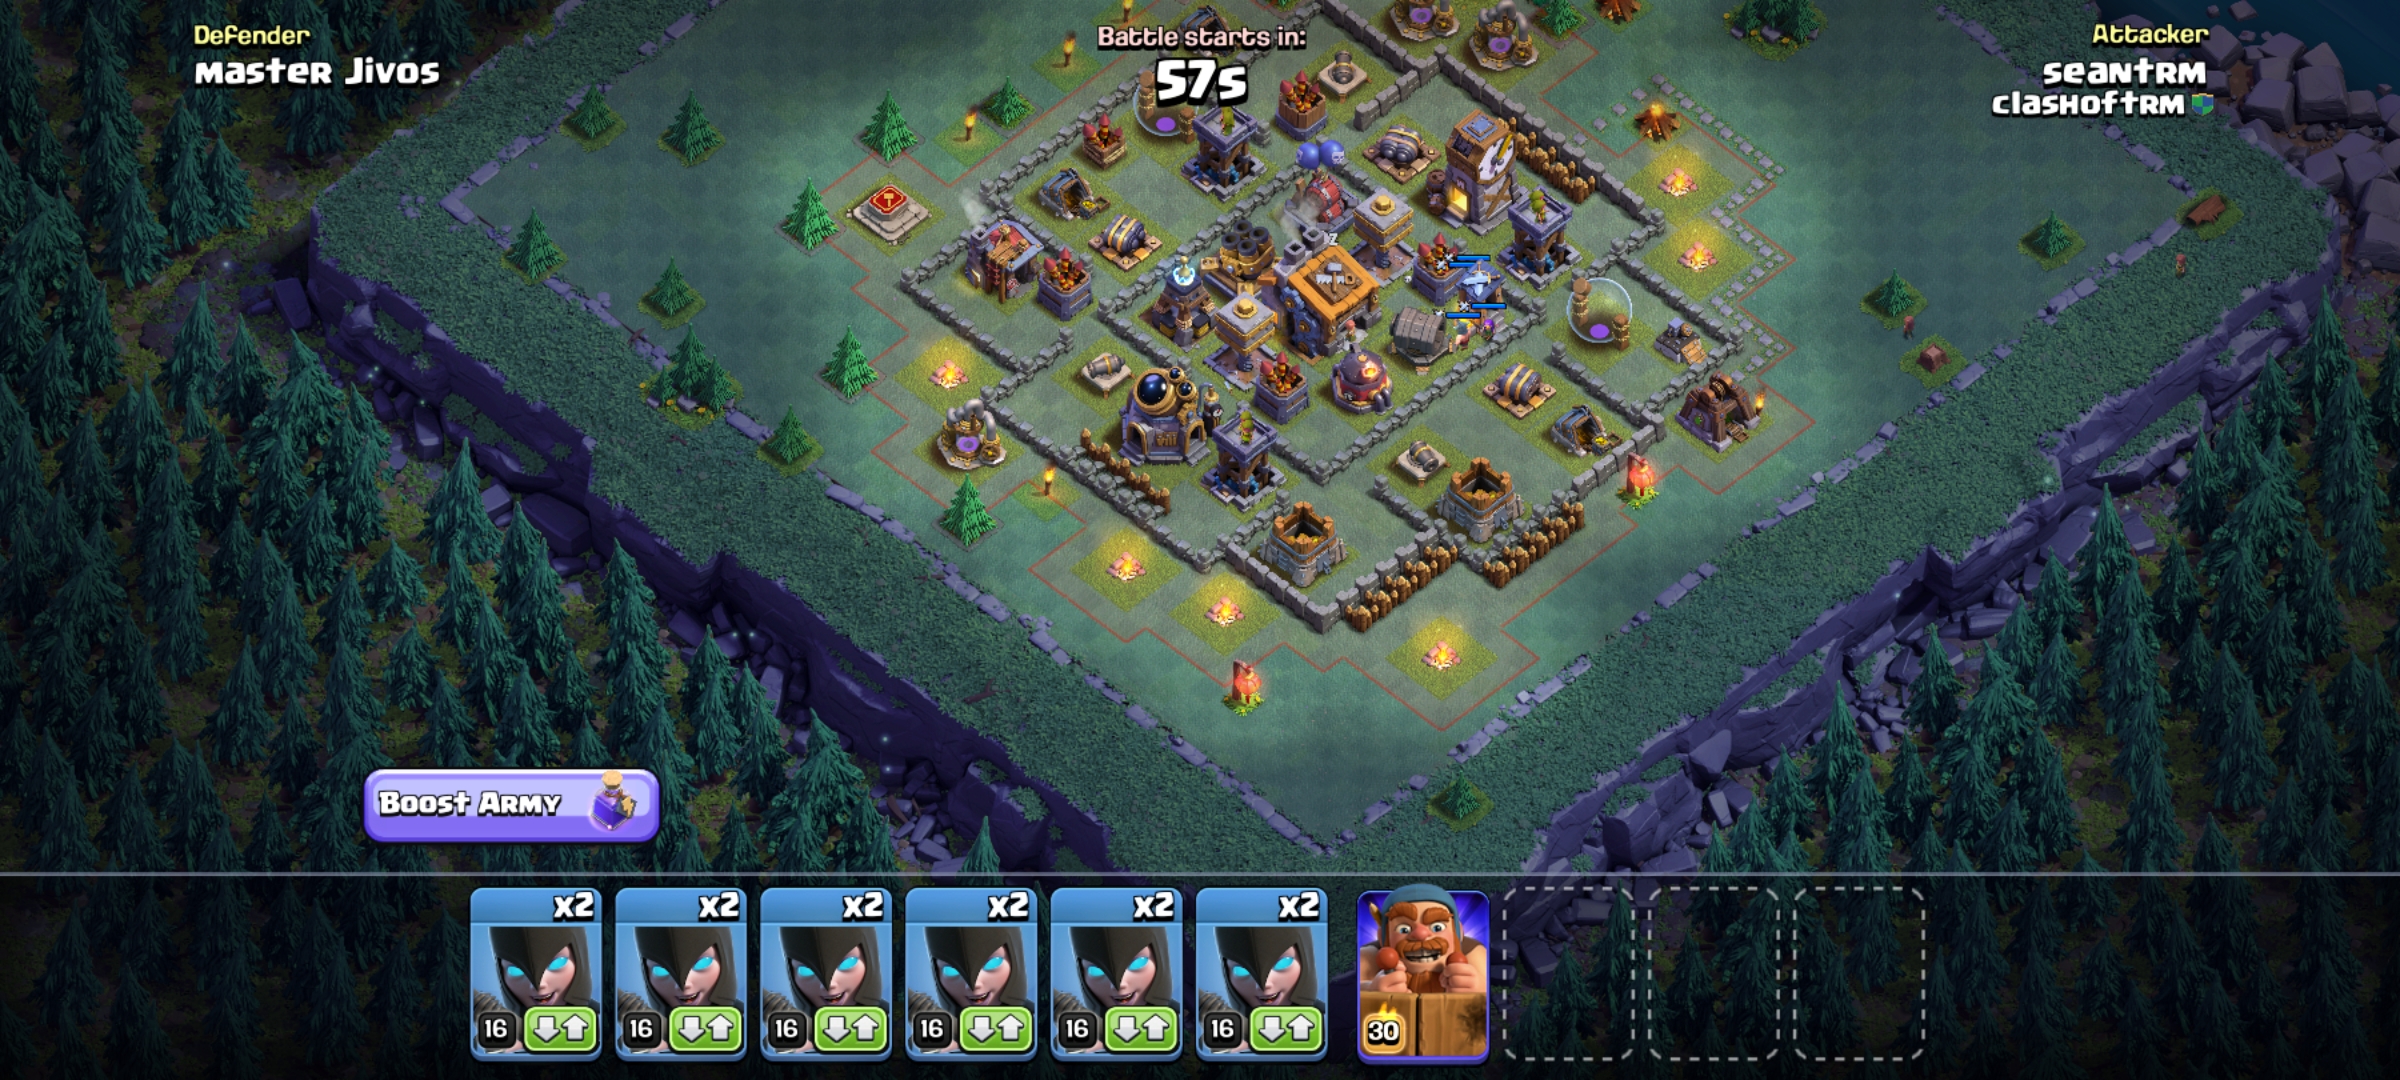 Defender
Master Jivos
Battle starts in:
57s
Attacker
seantrm
clashoftrm
Boost Army
x2
x2
x2
x2
x2
x2
16
16
16
16
16
16
30